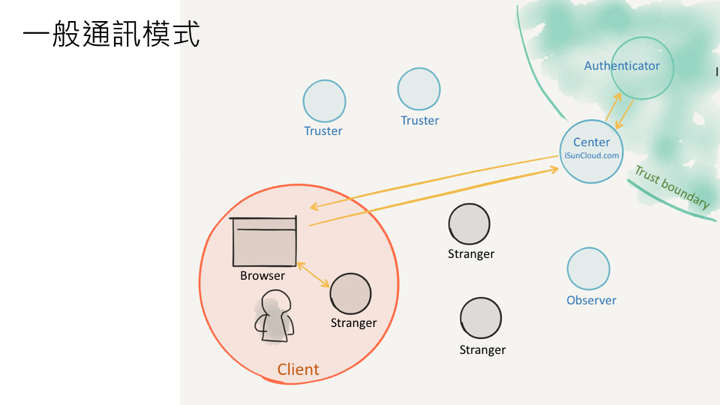 一般通訊模式
Authenticator
I
Truster
Truster
Center
iSunCloud.com
Trust boundary
Stranger
Browser
Observer
Stranger
Stranger
Client